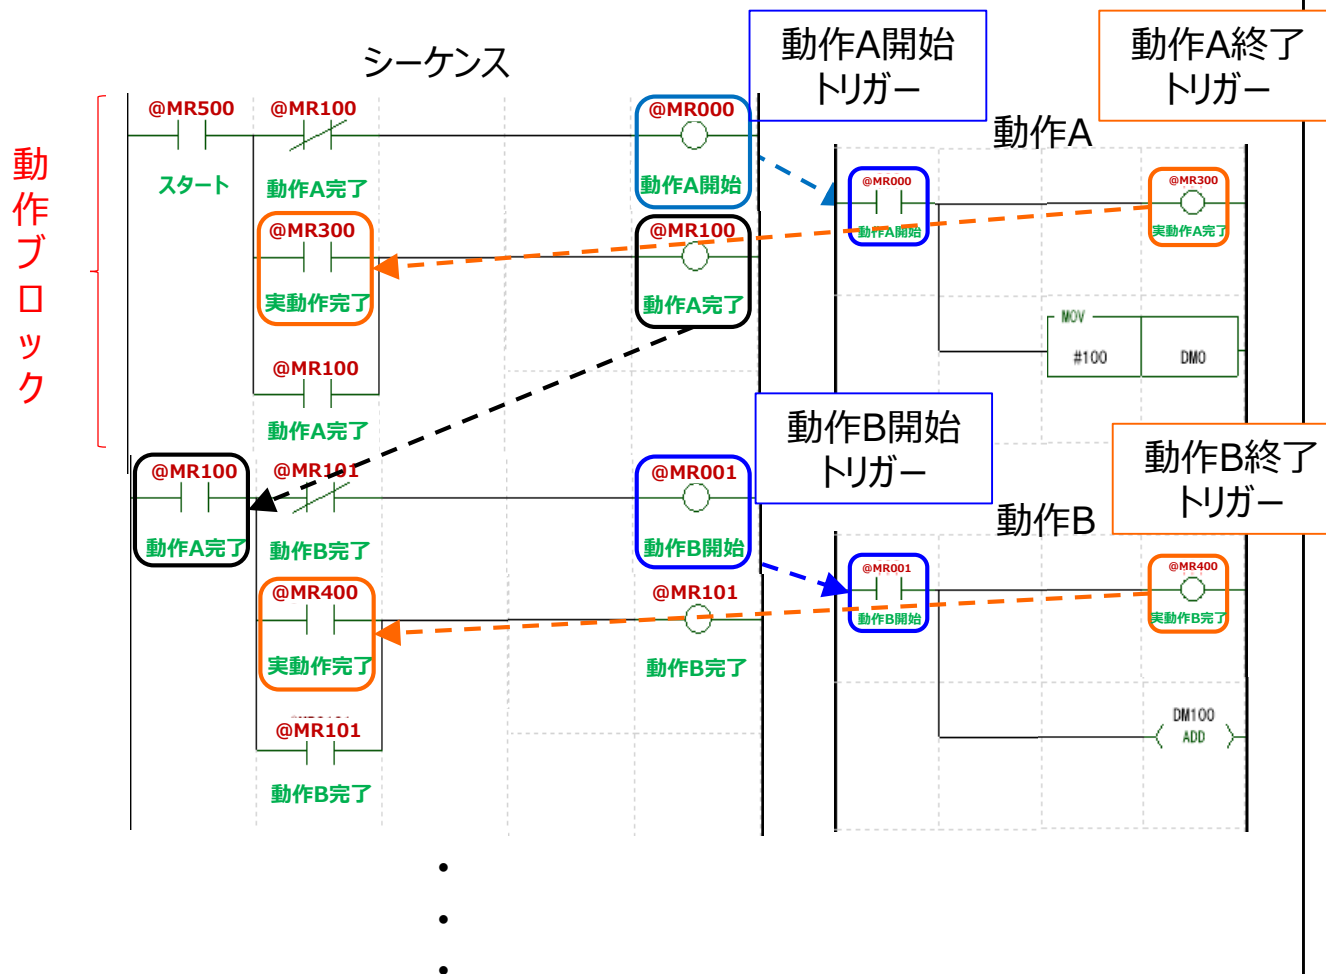 シーケンス
動作ブロック
@MR500
スタート
@MR100
動作A完了
@MR000
動作A開始
@MR300
実動作完了
@MR100
動作A完了
@MR100
動作A完了
@MR100
動作A完了
@MR101
動作B完了
@MR001
動作B開始
@MR400
実動作完了
@MR101
動作B完了
@MR101
動作B完了
動作A開始
トリガー
動作A終了
トリガー
動作A
@MR000
動作A開始
@MR300
実動作A完了
MOV
#100
DM0
動作B開始
トリガー
動作B終了
トリガー
動作B
@MR001
動作B開始
@MR400
実動作B完了
DM100
ADD
・
・
・